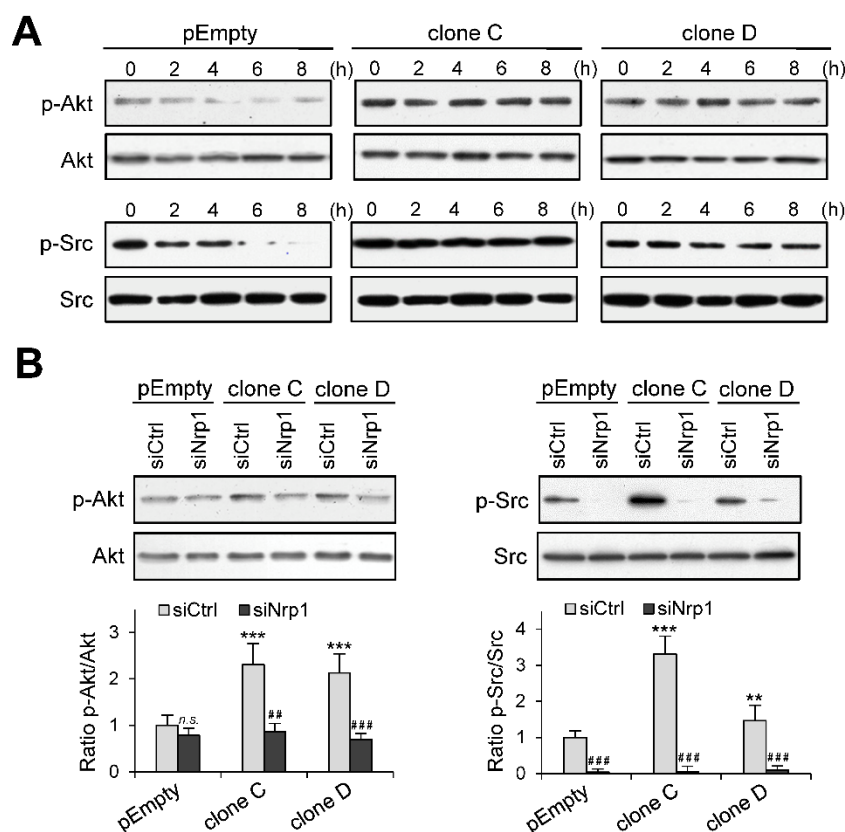 A
pEmpty clone C clone D
0 2 4 6 8 (h) 0 2 4 6 8 (h) 0 2 4 6 8 (h)
p-Akt
Akt
0 2 4 6 8 (h) 0 2 4 6 8 (h) 0 2 4 6 8 (h)
p-Src
Src
B
pEmpty clone C clone D
siCtrl siNrp1 siCtrl siNrp1 siCtrl siNrp1
p-Akt
Akt
siCtrl siNrp1
Ratio p-Akt/Akt
3
2
1
0
n.s.
***
##
***
###
pEmpty clone C clone D
pEmpty clone C clone D
siCtrl siNrp1 siCtrl siNrp1 siCtrl siNrp1
p-Src
Src
siCtrl siNrp1
Ratio p-Src/Src
5
4
3
2
1
0
###
***
###
**
###
pEmpty clone C clone D